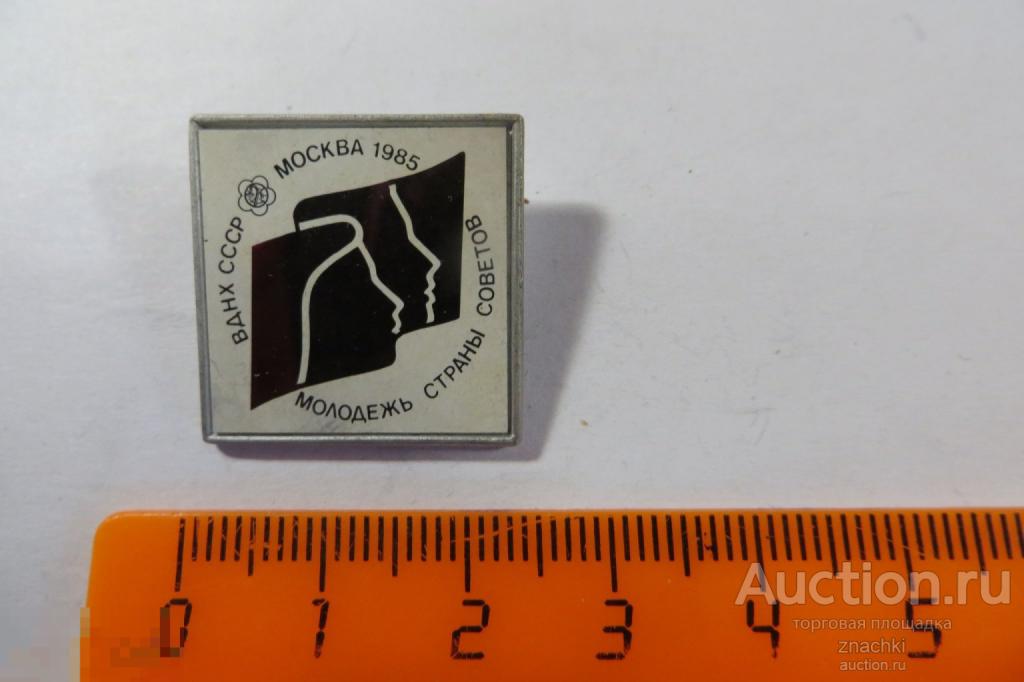 МОСКВА 1985
ВДНХ СССР
МОЛОДЕЖЬ СТРАНЫ СОВЕТОВ
0 1 2 3 4 5
Auction.ru
торговая площадка
znachki
auction.ru